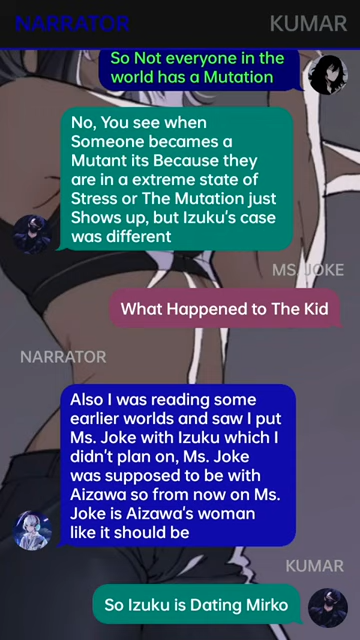 NARRATOR KUMAR
So Not everyone in the
world has a Mutation
No, You see when
Someone becames a
Mutant its Because they
are in a extreme state of
Stress or The Mutation just
Shows up, but Izuku's case
was different
MS. JOKE
What Happened to The Kid
NARRATOR
Also I was reading some
earlier worlds and saw I put
Ms. Joke with Izuku which I
didn't plan on, Ms. Joke
was supposed to be with
Aizawa so from now on Ms.
Joke is Aizawa's woman
like it should be
KUMAR
So Izuku is Dating Mirko